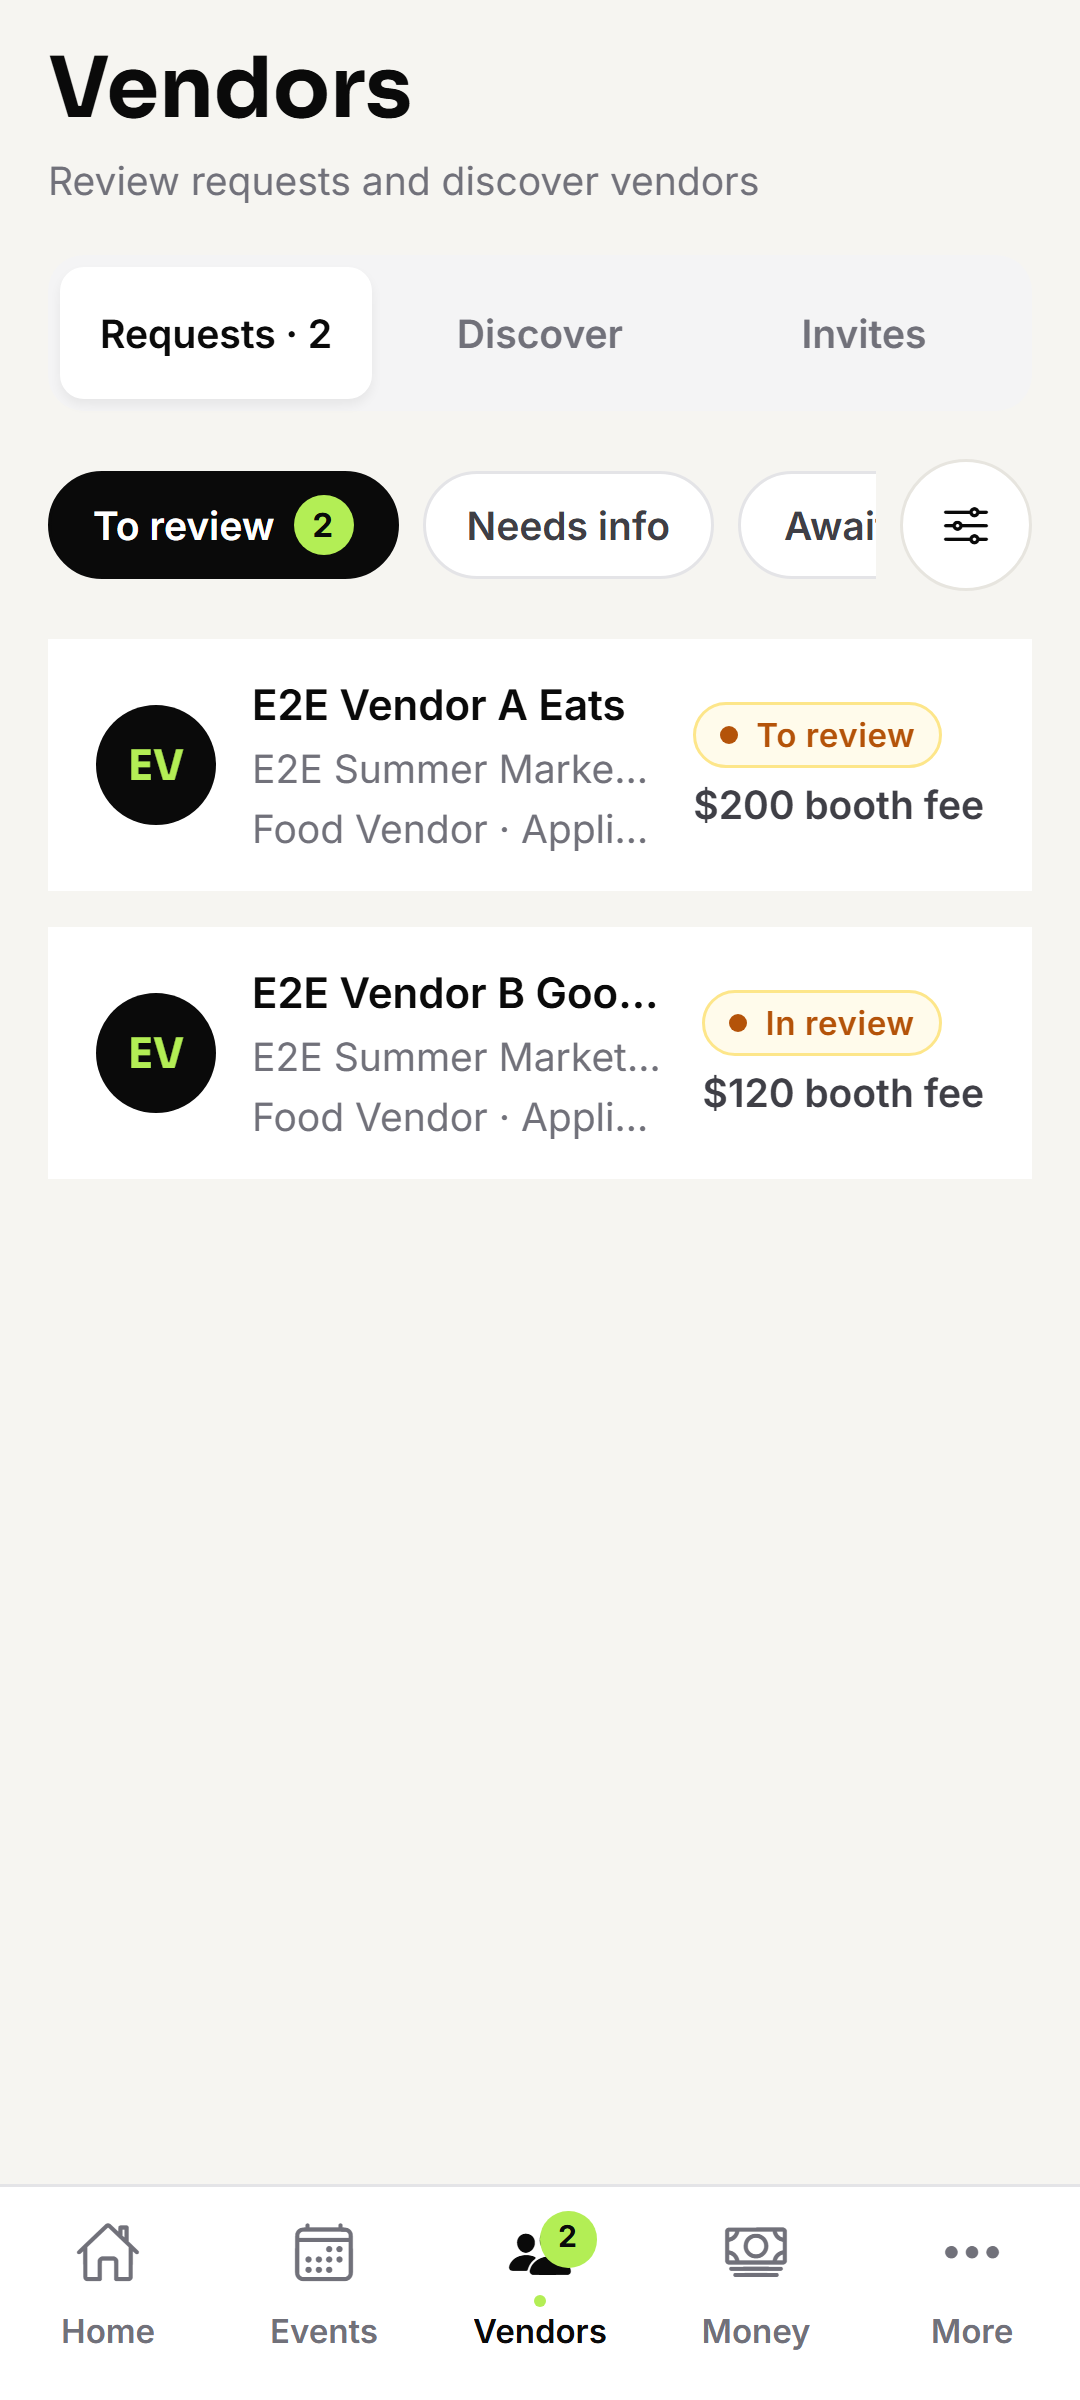 Vendors
Review requests and discover vendors
Requests · 2
Discover
Invites
To review 2
Needs info
Awai
EV
E2E Vendor A Eats
E2E Summer Marke...
Food Vendor · Appli...
To review
$200 booth fee
EV
E2E Vendor B Goo...
E2E Summer Market...
Food Vendor · Appli...
In review
$120 booth fee
2
Home
Events
Vendors
Money
More